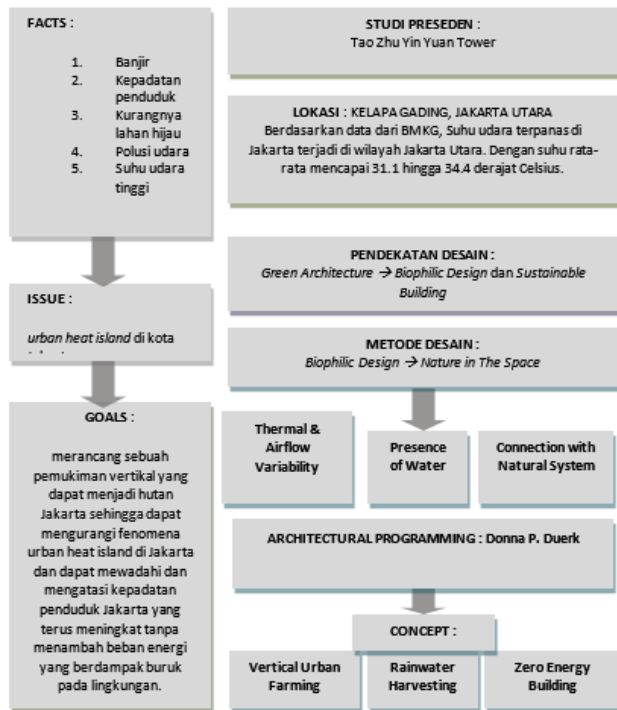 FACTS :
1. Banjir
2. Kepadatan
penduduk
3. Kurangnya
lahan hijau
4. Polusi udara
5. Suhu udara
tinggi
ISSUE :
urban heat island di kota
GOALS :
merancang sebuah
pemukiman vertikal yang
dapat menjadi hutan
Jakarta sehingga dapat
mengurangi fenomena
urban heat island di Jakarta
dan dapat mewadahi dan
mengatasi kepadatan
penduduk Jakarta yang
terus meningkat tanpa
menambah beban energi
yang berdampak buruk
pada lingkungan.
STUDI PRESEDEN :
Tao Zhu Yin Yuan Tower
LOKASI : KELAPA GADING, JAKARTA UTARA
Berdasarkan data dari BMKG, Suhu udara terpanas di
Jakarta terjadi di wilayah Jakarta Utara. Dengan suhu rata-
rata mencapai 31.1 hingga 34.4 derajat Celsius.
PENDEKATAN DESAIN :
Green Architecture → Biophilic Design dan Sustainable
Building
METODE DESAIN :
Biophilic Design → Nature in The Space
Thermal &
Airflow
Variability
Presence
of Water
Connection with
Natural System
ARCHITECTURAL PROGRAMMING : Donna P. Duerk
CONCEPT :
Vertical Urban
Farming
Rainwater
Harvesting
Zero Energy
Building